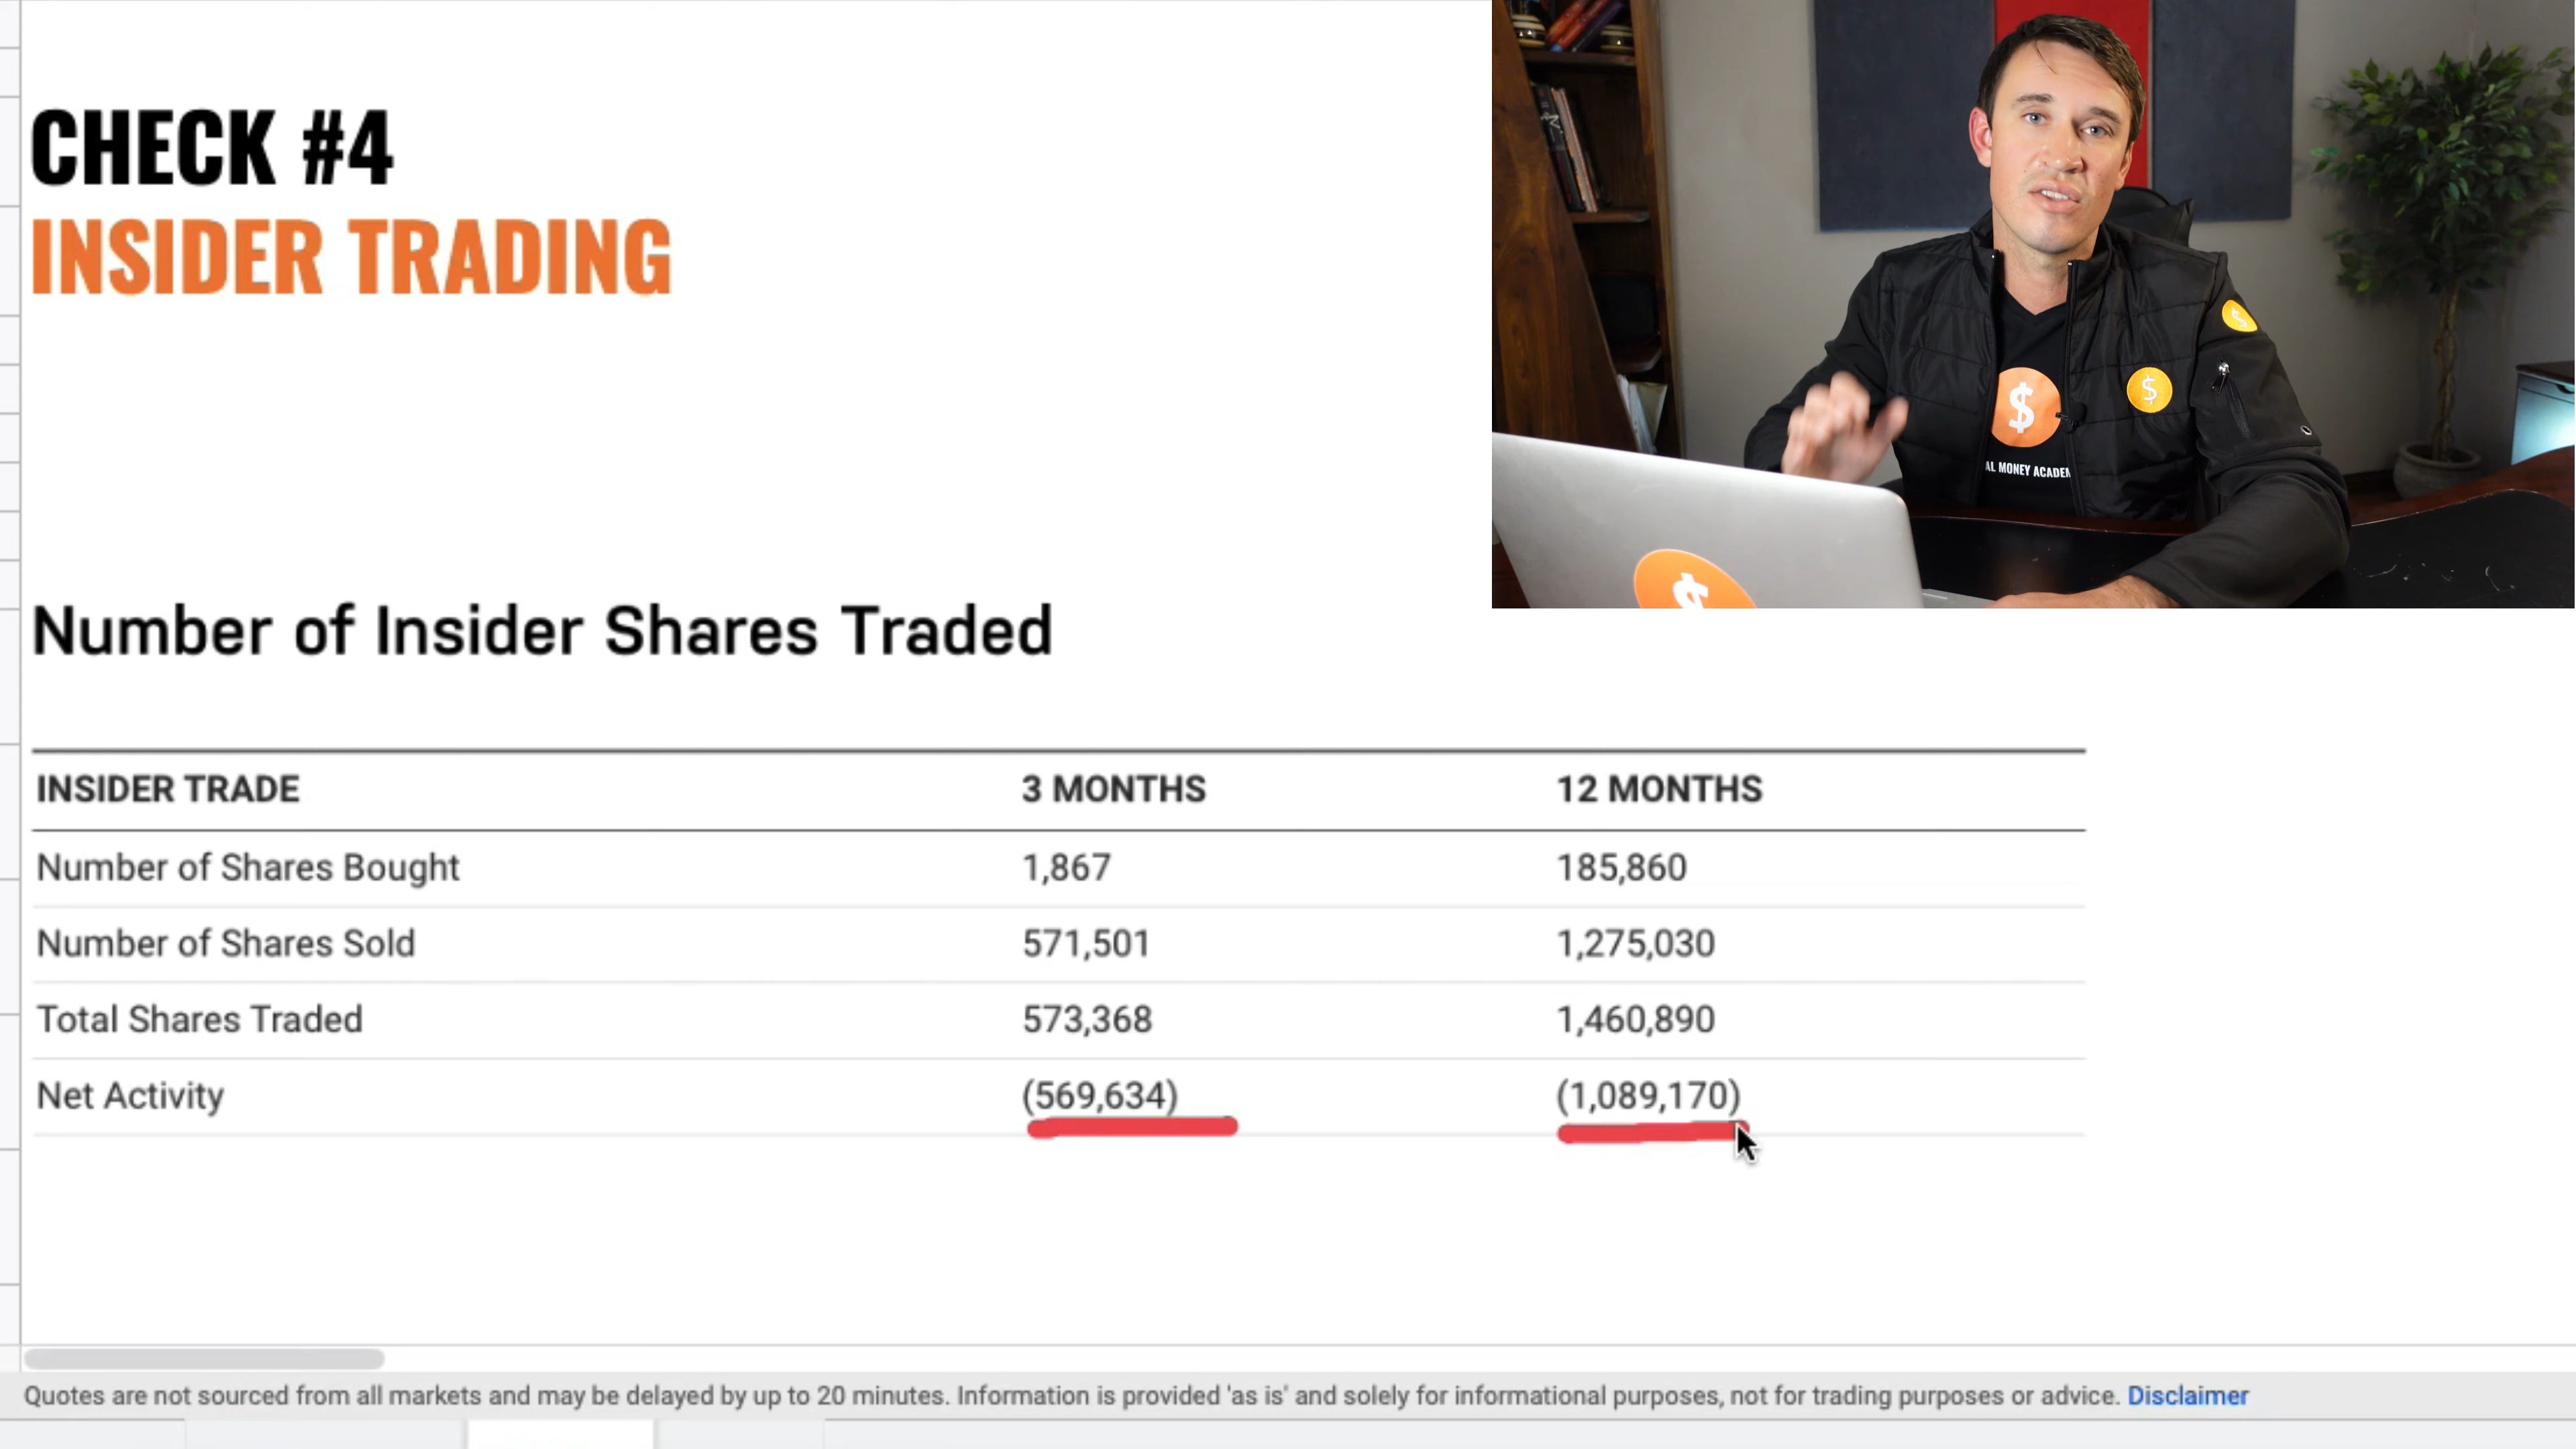 CHECK #4
INSIDER TRADING
$
$
$
AL MONEY ACADE
$
Number of Insider Shares Traded
INSIDER TRADE 3 MONTHS 12 MONTHS
Number of Shares Bought 1,867 185,860
Number of Shares Sold 571,501 1,275,030
Total Shares Traded 573,368 1,460,890
Net Activity (569,634) (1,089,170)
Quotes are not sourced from all markets and may be delayed by up to 20 minutes. Information is provided 'as is' and solely for informational purposes, not for trading purposes or advice. Disclaimer